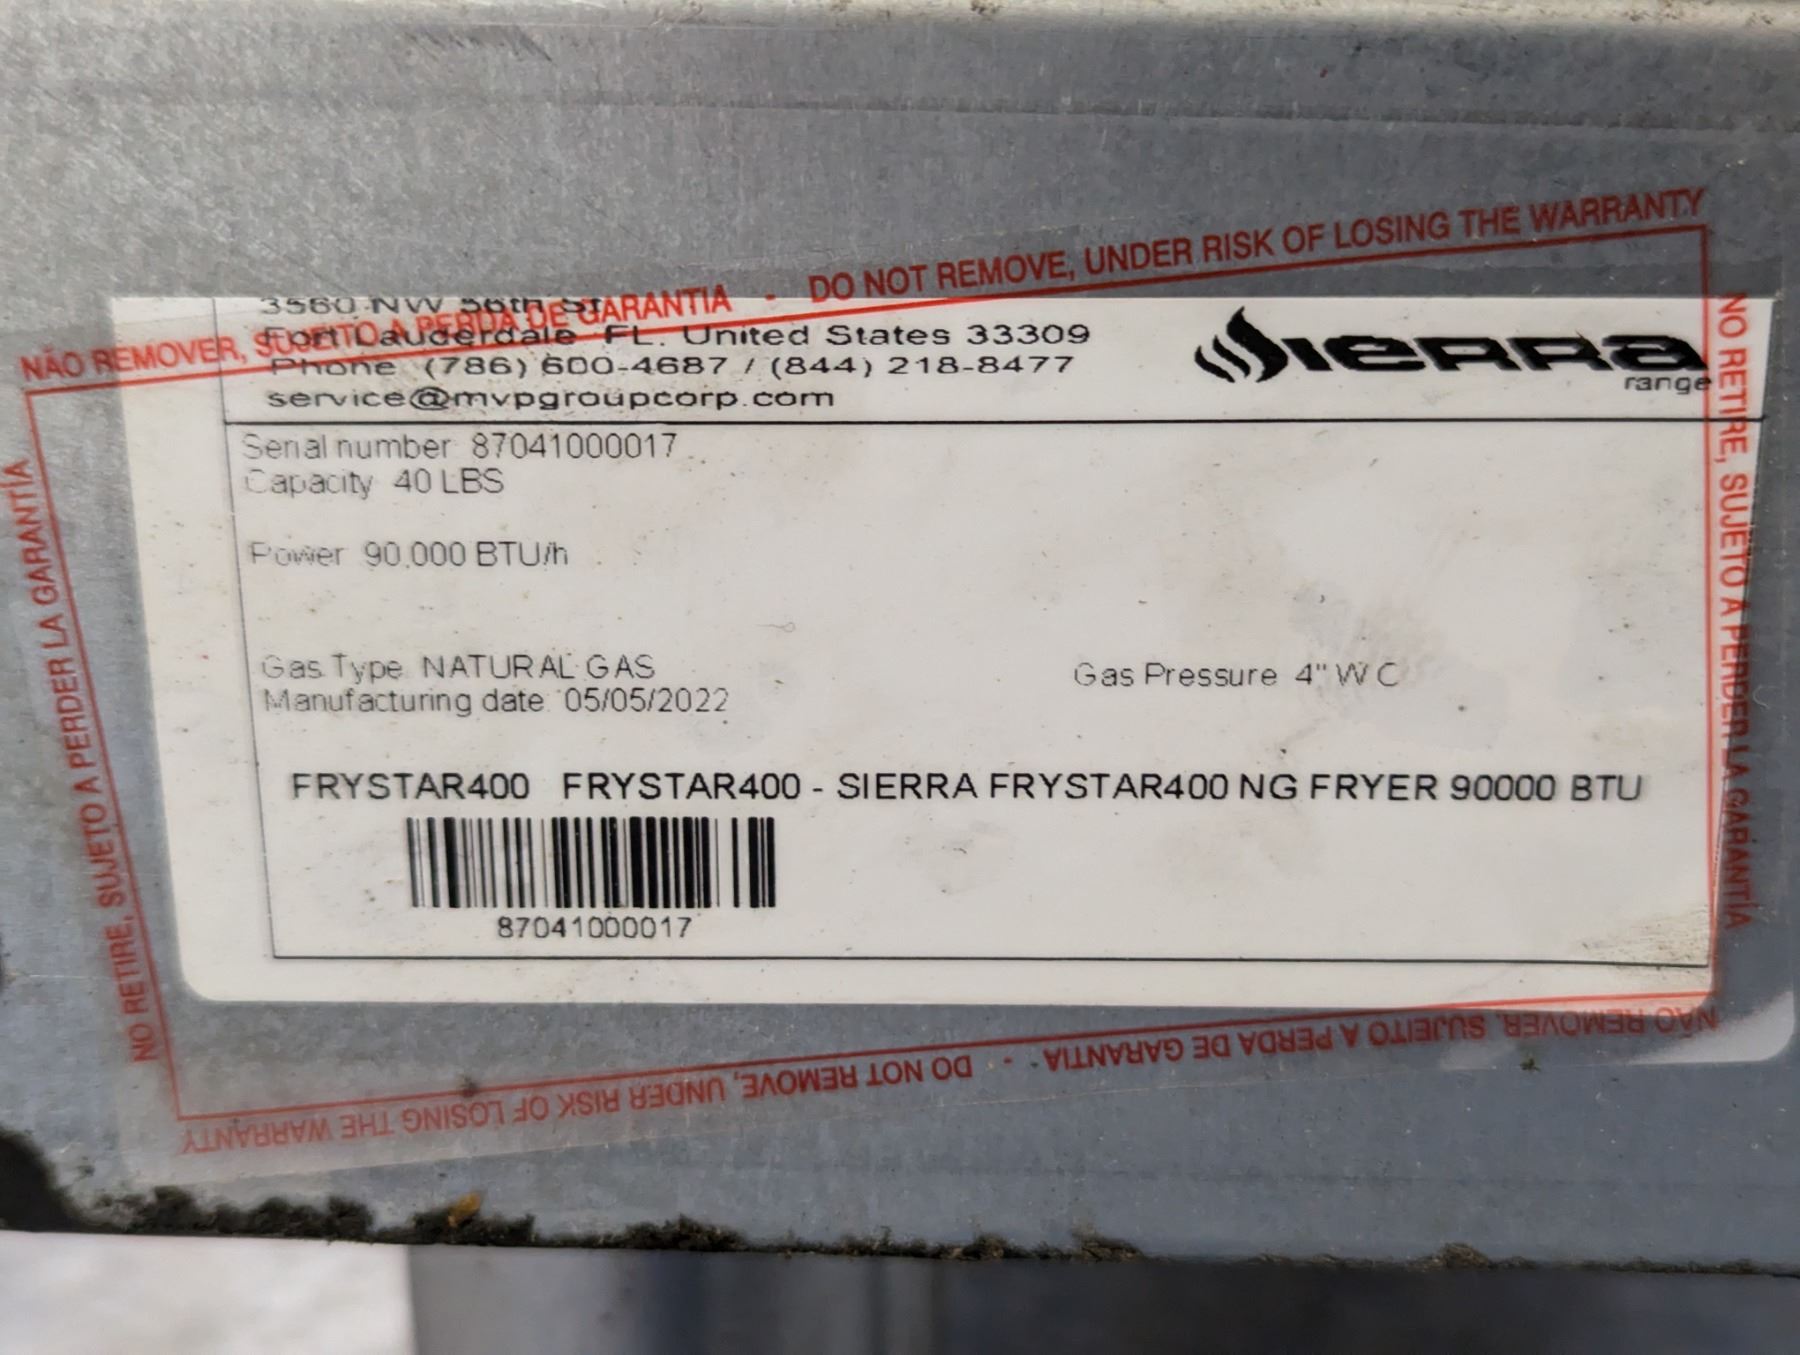 NÃO REMOVER, SUJEITO A PERDA DE GARANTIA - DO NOT REMOVE, UNDER RISK OF LOSING THE WARRANTY
3560 NW 56th St
Fort Lauderdale FL. United States 33309
Phone (786) 600-4687 / (844) 218-8477
service@mvpgroupcorp.com
sierra
range
Serial number 87041000017
Capacity 40 LBS
Power 90.000 BTU/h
Gas Type NATURAL GAS
Gas Pressure 4" W C
Manufacturing date: 05/05/2022
FRYSTAR400 FRYSTAR400 - SIERRA FRYSTAR400 NG FRYER 90000 BTU
87041000017
NO RETIRE, SUJETO A PERDER LA GARANTÍA
NO RETIRE, SUJETO A PERDER LA GARANTÍA
NÃO REMOVER, SUJEITO A PERDA DE GARANTIA - DO NOT REMOVE, UNDER RISK OF LOSING THE WARRANTY